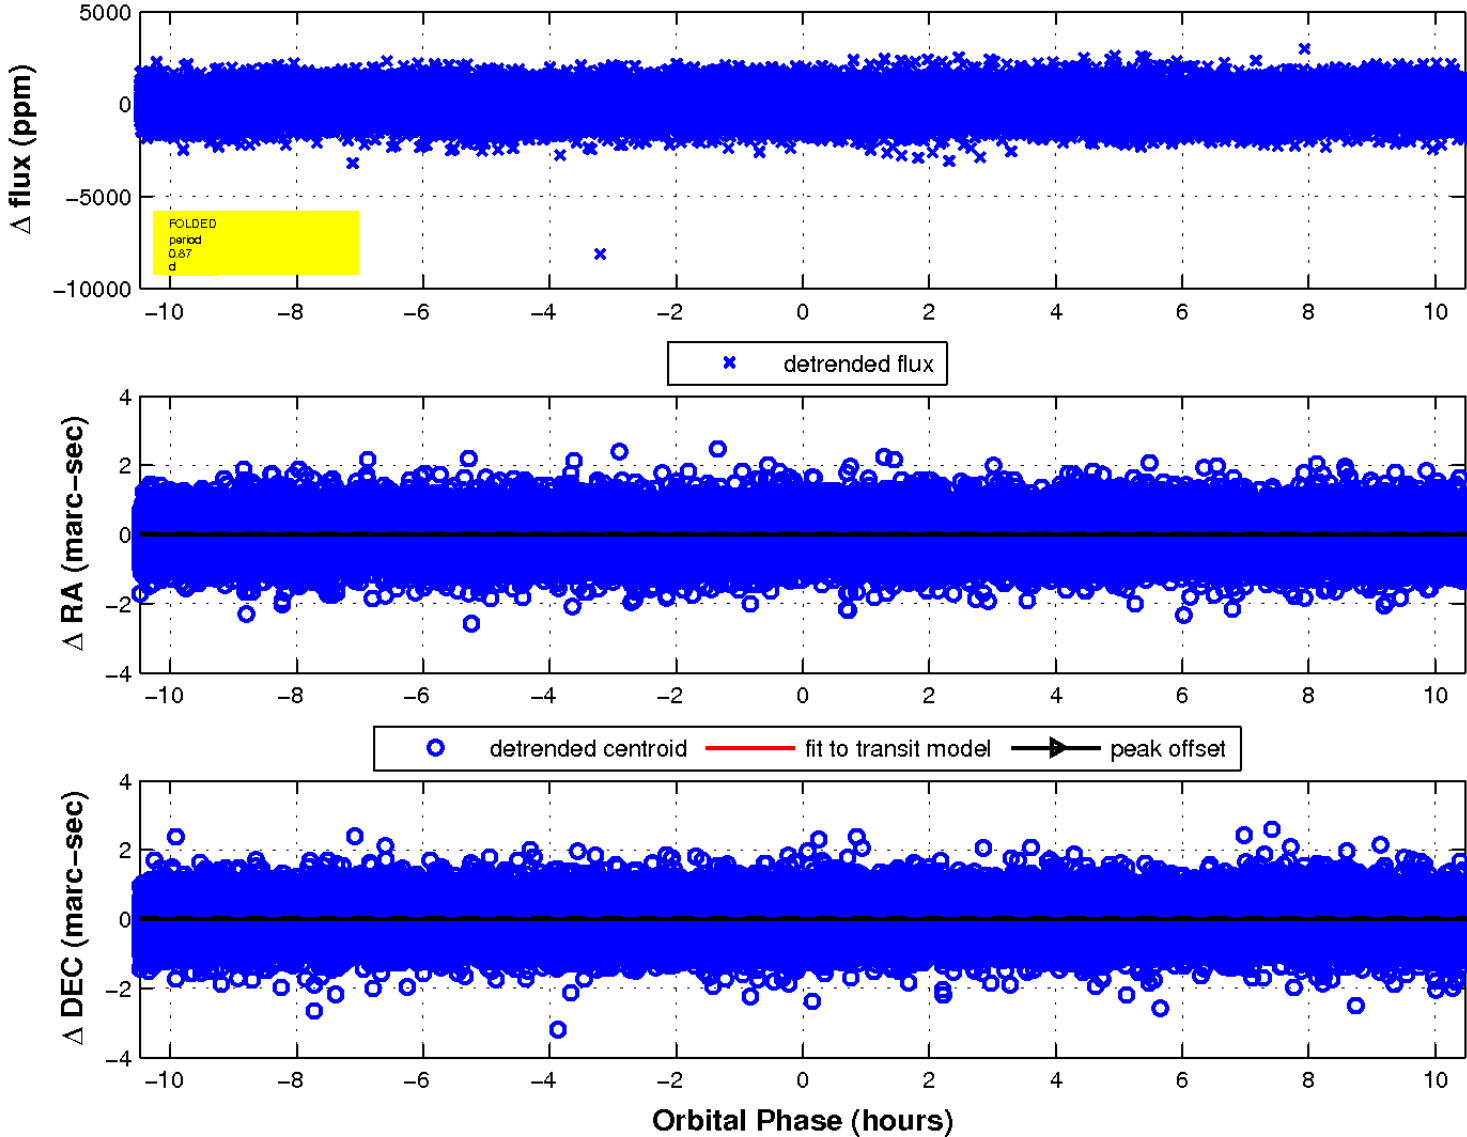 5000
0
−5000
−10000
Δ flux (ppm)
FOLDED
period
0.87
d
−10 −8 −6 −4 −2 0 2 4 6 8 10
detrended flux
4
2
0
−2
−4
Δ RA (marc−sec)
−10 −8 −6 −4 −2 0 2 4 6 8 10
detrended centroid fit to transit model peak offset
4
2
0
−2
−4
Δ DEC (marc−sec)
−10 −8 −6 −4 −2 0 2 4 6 8 10
Orbital Phase (hours)